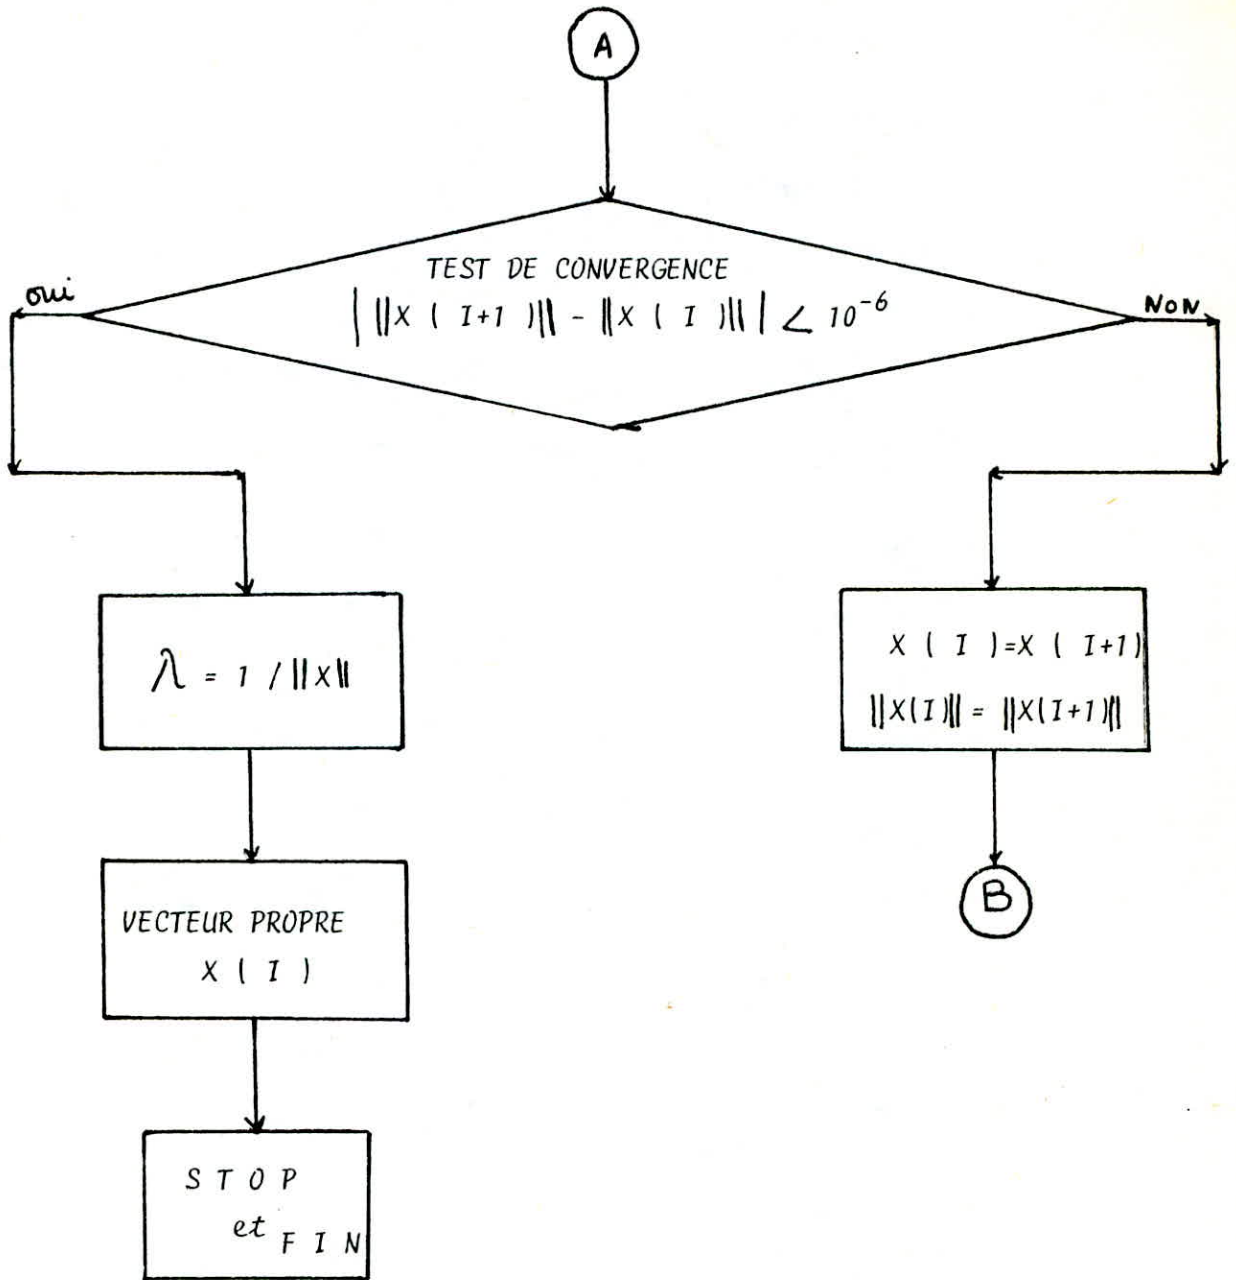 A
TEST DE CONVERGENCE
| ||X ( I+1 )|| - ||X ( I )|| | < 10⁻⁶
oui
NON
λ = 1 / ||X||
X ( I )=X ( I+1)
||X(I)|| = ||X(I+1)||
VECTEUR PROPRE
X ( I )
B
S T O P
et F I N